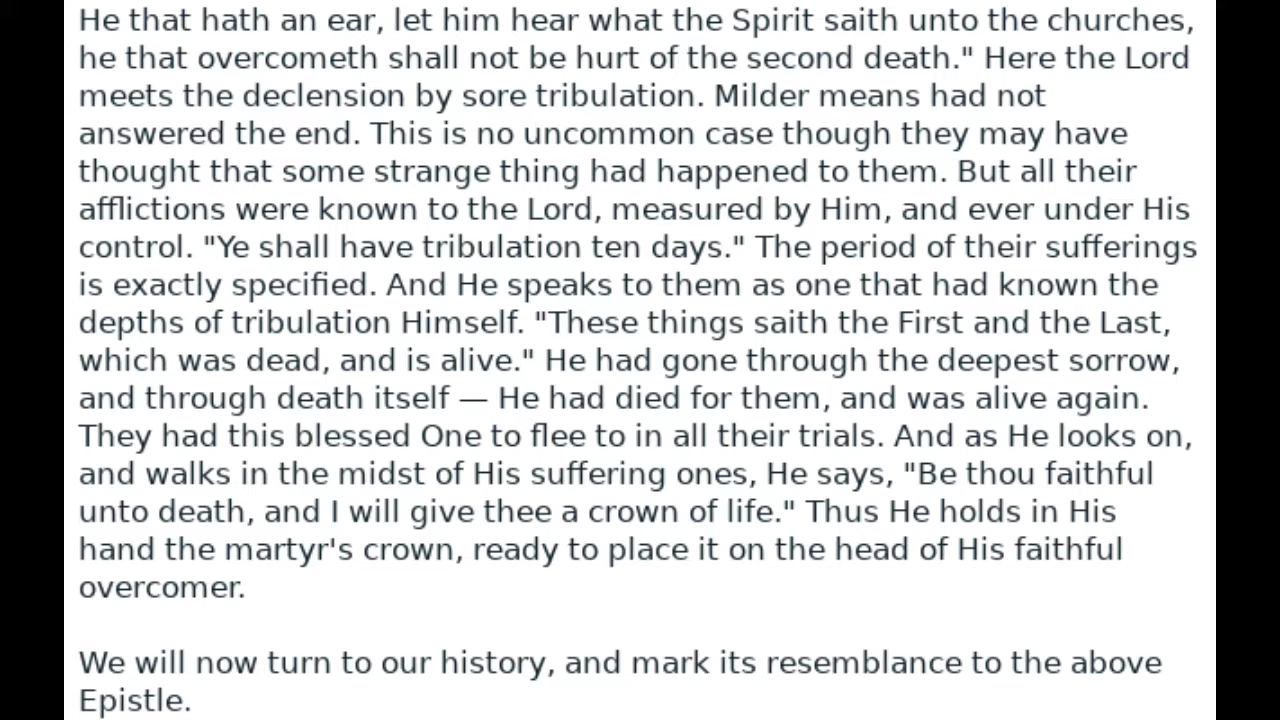 He that hath an ear, let him hear what the Spirit saith unto the churches,
he that overcometh shall not be hurt of the second death." Here the Lord
meets the declension by sore tribulation. Milder means had not
answered the end. This is no uncommon case though they may have
thought that some strange thing had happened to them. But all their
afflictions were known to the Lord, measured by Him, and ever under His
control. "Ye shall have tribulation ten days." The period of their sufferings
is exactly specified. And He speaks to them as one that had known the
depths of tribulation Himself. "These things saith the First and the Last,
which was dead, and is alive." He had gone through the deepest sorrow,
and through death itself — He had died for them, and was alive again.
They had this blessed One to flee to in all their trials. And as He looks on,
and walks in the midst of His suffering ones, He says, "Be thou faithful
unto death, and I will give thee a crown of life." Thus He holds in His
hand the martyr's crown, ready to place it on the head of His faithful
overcomer.
We will now turn to our history, and mark its resemblance to the above
Epistle.